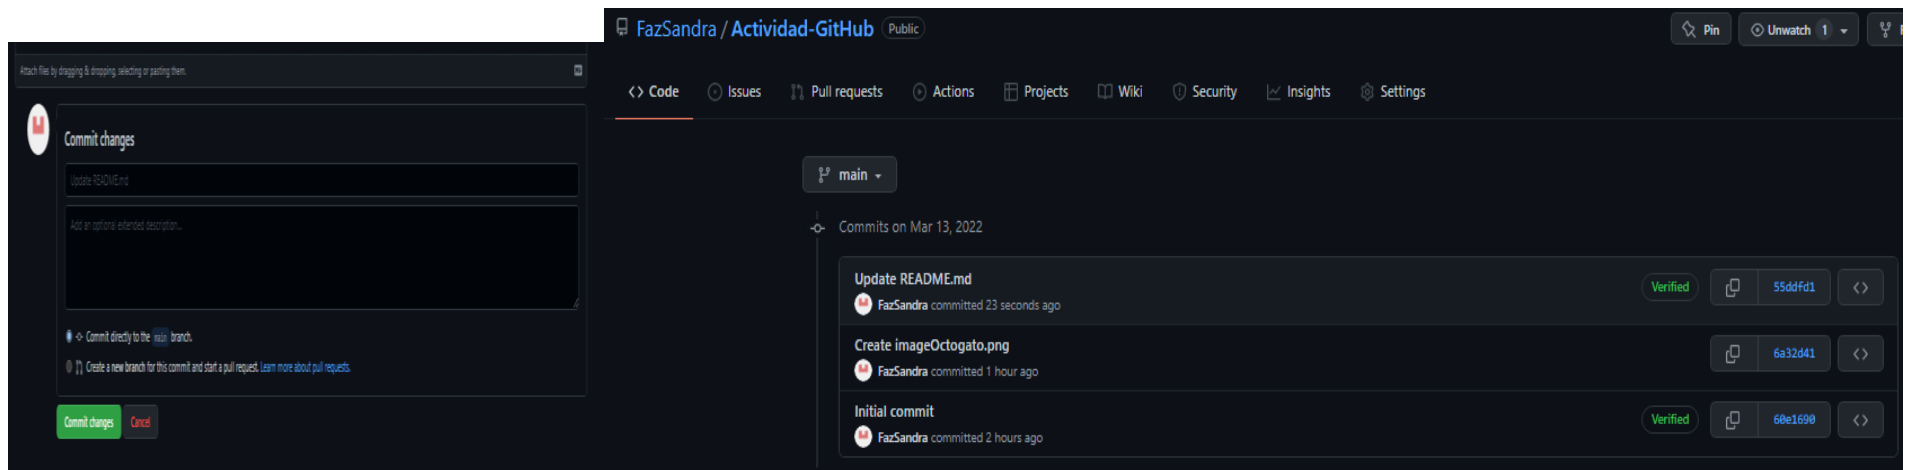 Attach files by dragging & dropping, selecting or pasting them.
Commit changes
Update README.md
Add an optional extended description...
Commit directly to the main branch.
Create a new branch for this commit and start a pull request. Learn more about pull requests.
Commit changes Cancel
FazSandra / Actividad-GitHub Public
Pin Unwatch 1
Code Issues Pull requests Actions Projects Wiki Security Insights Settings
main
Commits on Mar 13, 2022
Update README.md
FazSandra committed 23 seconds ago
Verified 55ddfd1
Create imageOctogato.png
FazSandra committed 1 hour ago
6a32d41
Initial commit
FazSandra committed 2 hours ago
Verified 60e1690